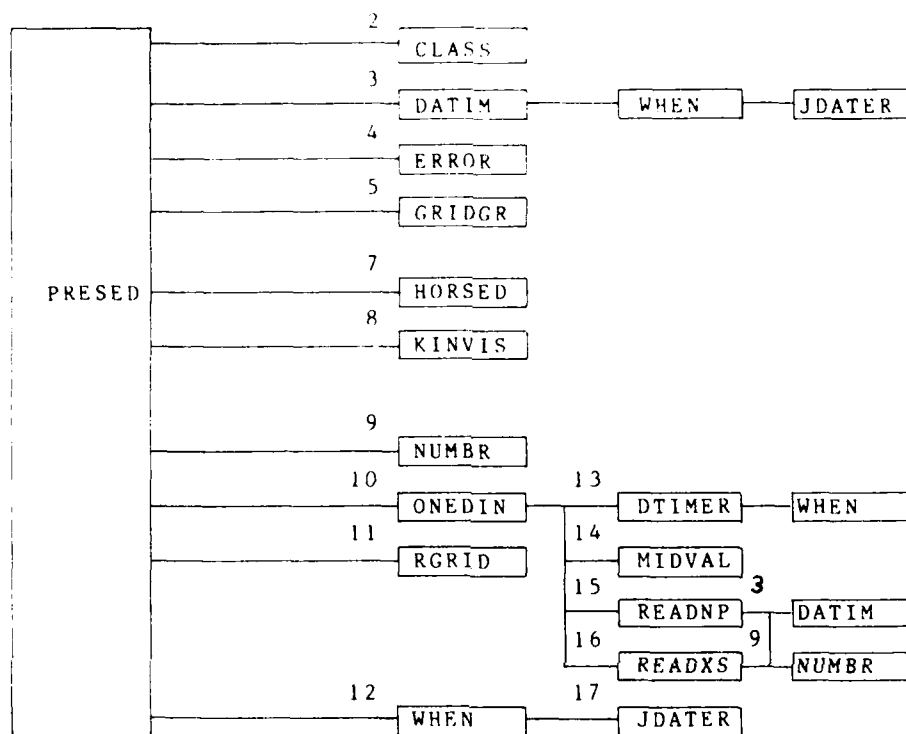 2
CLASS
3
DATIM WHEN JDATER
4
ERROR
5
GRIDGR
7
PRESED HORSED
8
KINVIS
9
NUMBR
10 13
ONEDIN DTIMER WHEN
11 14
RGRID MIDVAL
15 3
READNP DATIM
16 9
READXS NUMBR
12 17
WHEN JDATER